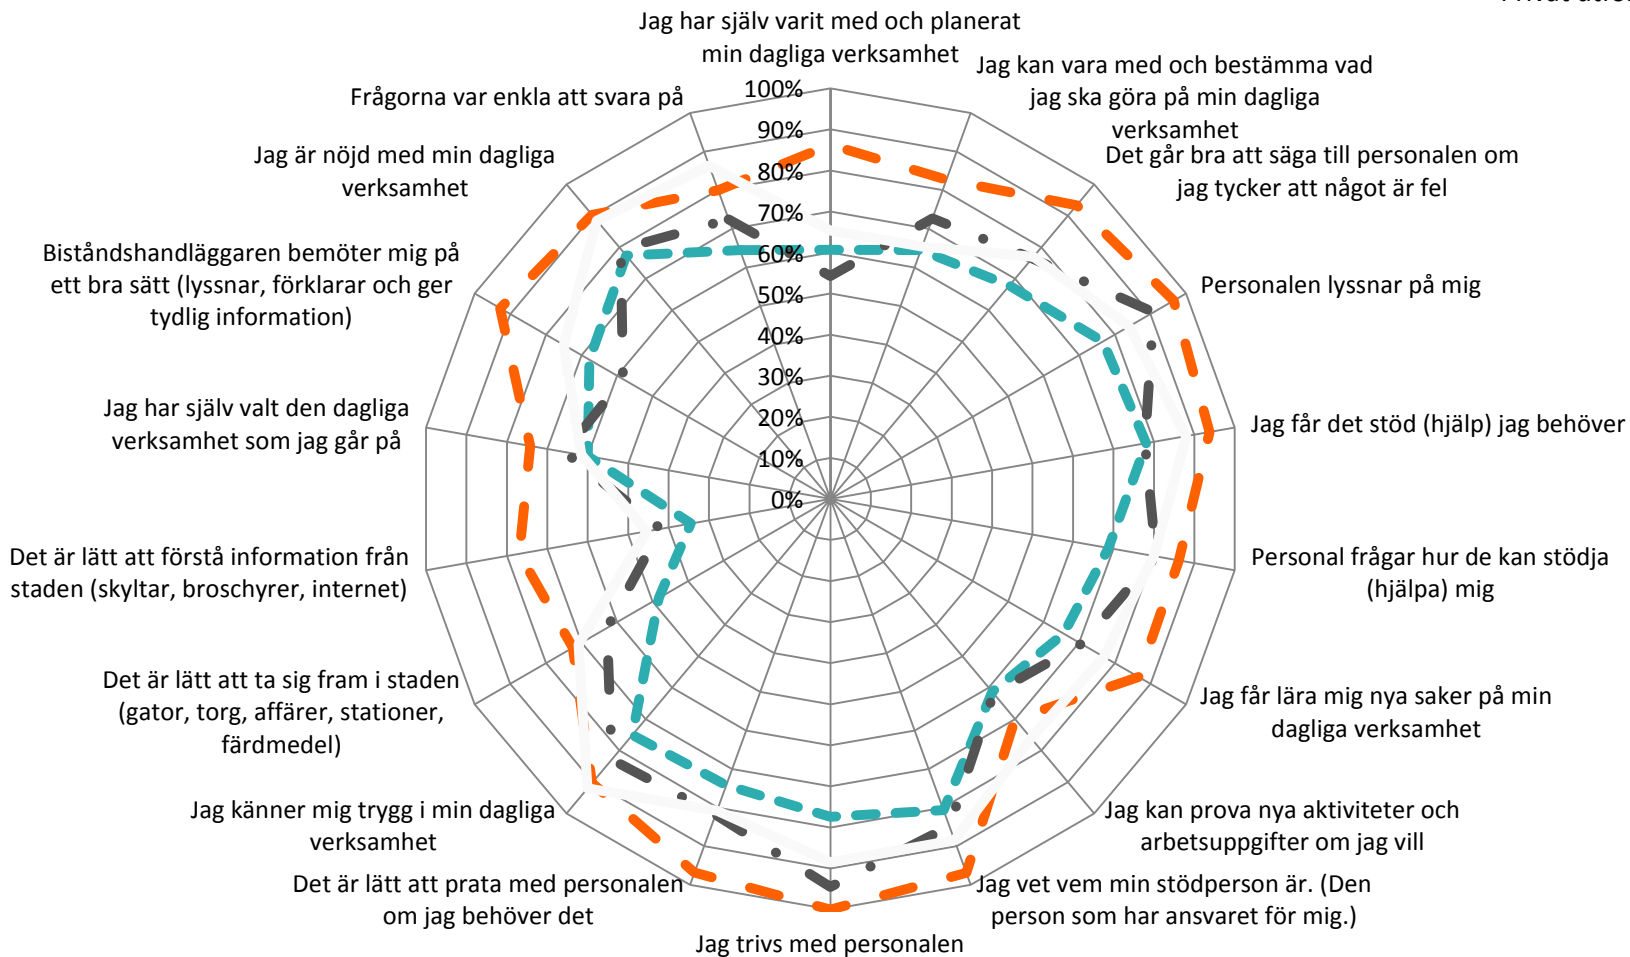 Jag har själv varit med och planerat
min dagliga verksamhet
Jag kan vara med och bestämma vad
jag ska göra på min dagliga
verksamhet
Det går bra att säga till personalen om
jag tycker att något är fel
Personalen lyssnar på mig
Jag får det stöd (hjälp) jag behöver
Personal frågar hur de kan stödja
(hjälpa) mig
Jag får lära mig nya saker på min
dagliga verksamhet
Jag kan prova nya aktiviteter och
arbetsuppgifter om jag vill
Jag vet vem min stödperson är. (Den
person som har ansvaret för mig.)
Jag trivs med personalen
Det är lätt att prata med personalen
om jag behöver det
Jag känner mig trygg i min dagliga
verksamhet
Det är lätt att ta sig fram i staden
(gator, torg, affärer, stationer,
färdmedel)
Det är lätt att förstå information från
staden (skyltar, broschyrer, internet)
Jag har själv valt den dagliga
verksamhet som jag går på
Biståndshandläggaren bemöter mig på
ett bra sätt (lyssnar, förklarar och ger
tydlig information)
Jag är nöjd med min dagliga
verksamhet
Frågorna var enkla att svara på
100%
90%
80%
70%
60%
50%
40%
30%
20%
10%
0%